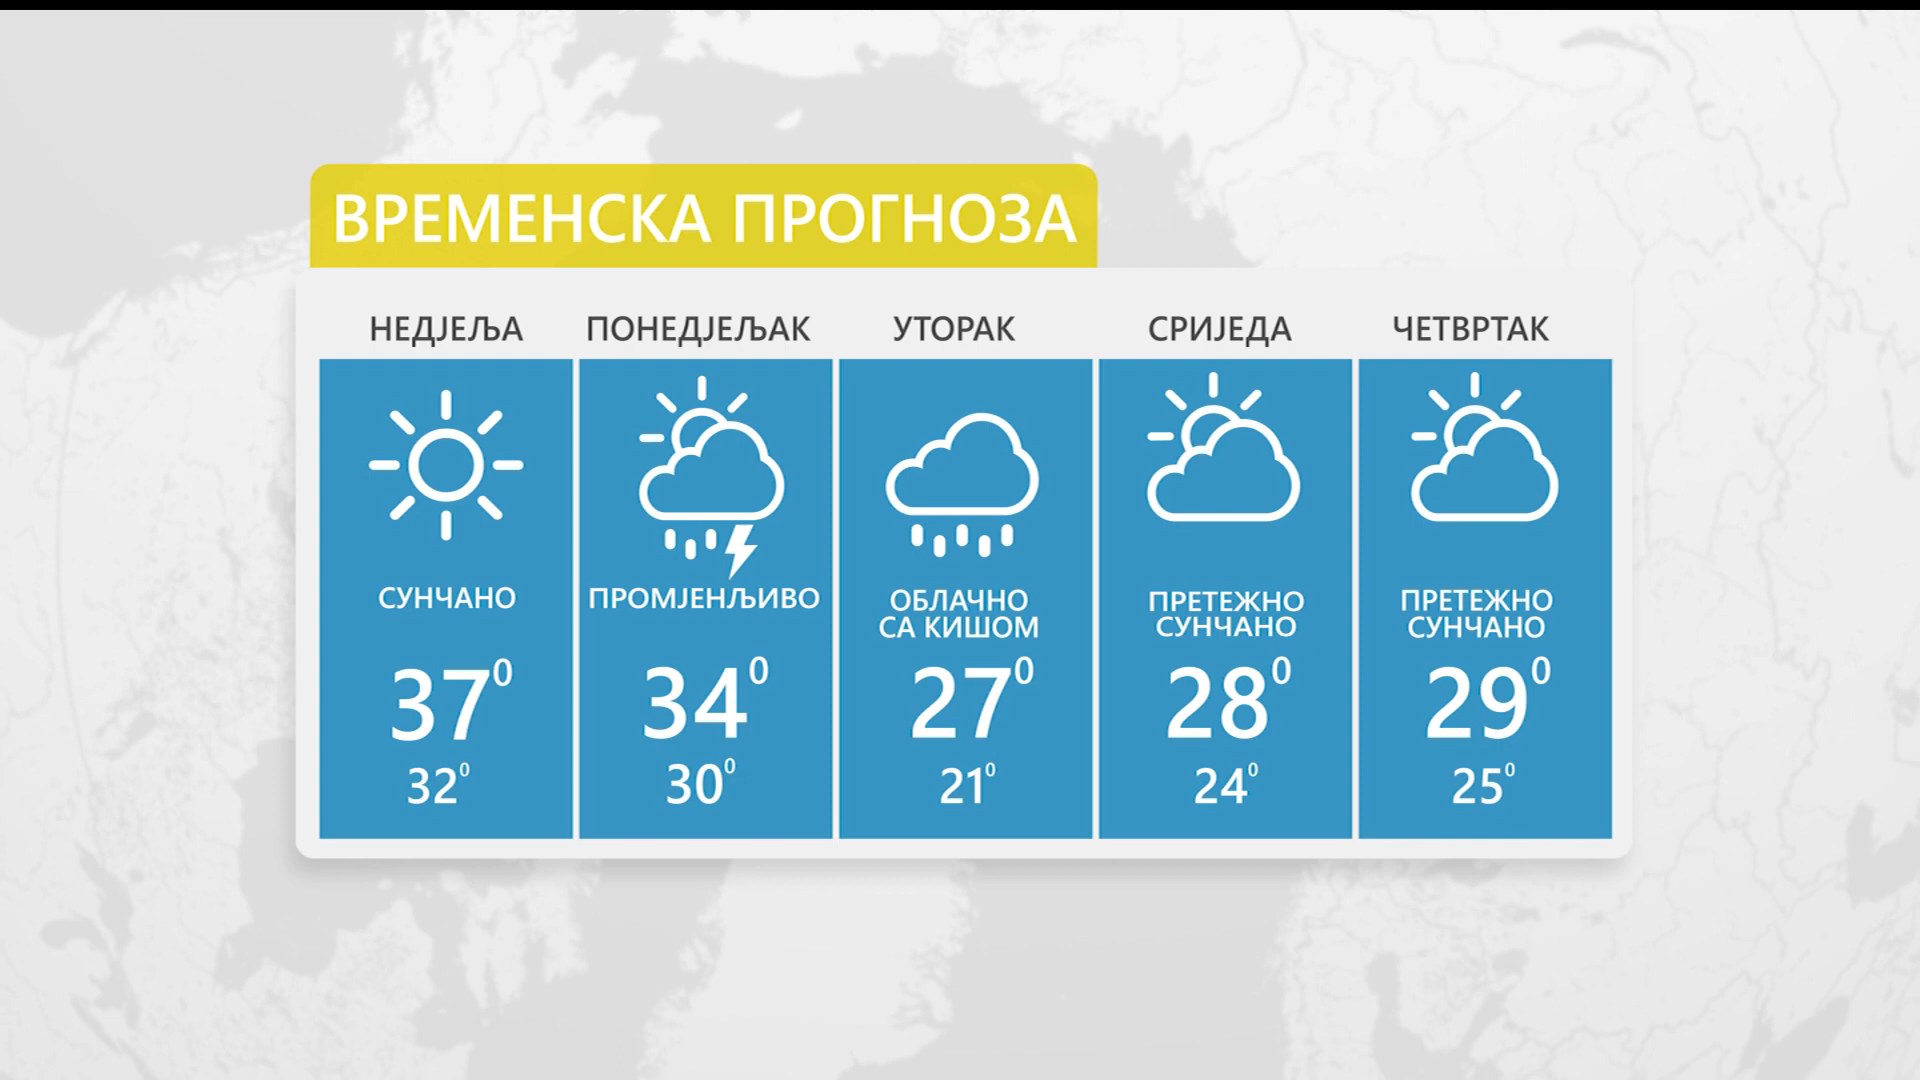 ВРЕМЕНСКА ПРОГНОЗА
НЕДЈЕЉА
СУНЧАНО
37⁰
32⁰
ПОНЕДЈЕЉАК
ПРОМЈЕНЉИВО
34⁰
30⁰
УТОРАК
ОБЛАЧНО
СА КИШОМ
27⁰
21⁰
СРИЈЕДА
ПРЕТЕЖНО
СУНЧАНО
28⁰
24⁰
ЧЕТВРТАК
ПРЕТЕЖНО
СУНЧАНО
29⁰
25⁰